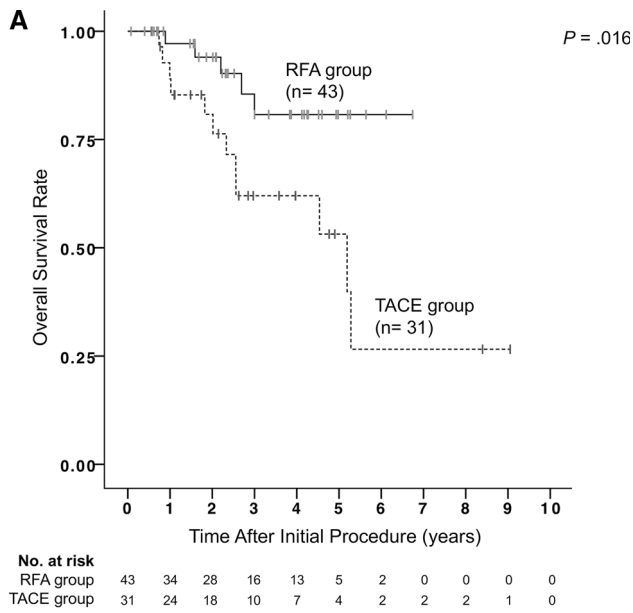 A
P = .016
1.00
RFA group
(n= 43)
0.75
0.50
Overall Survival Rate
TACE group
(n= 31)
0.25
0.00
0 1 2 3 4 5 6 7 8 9 10
Time After Initial Procedure (years)
No. at risk
RFA group 43 34 28 16 13 5 2 0 0 0 0
TACE group 31 24 18 10 7 4 2 2 2 1 0